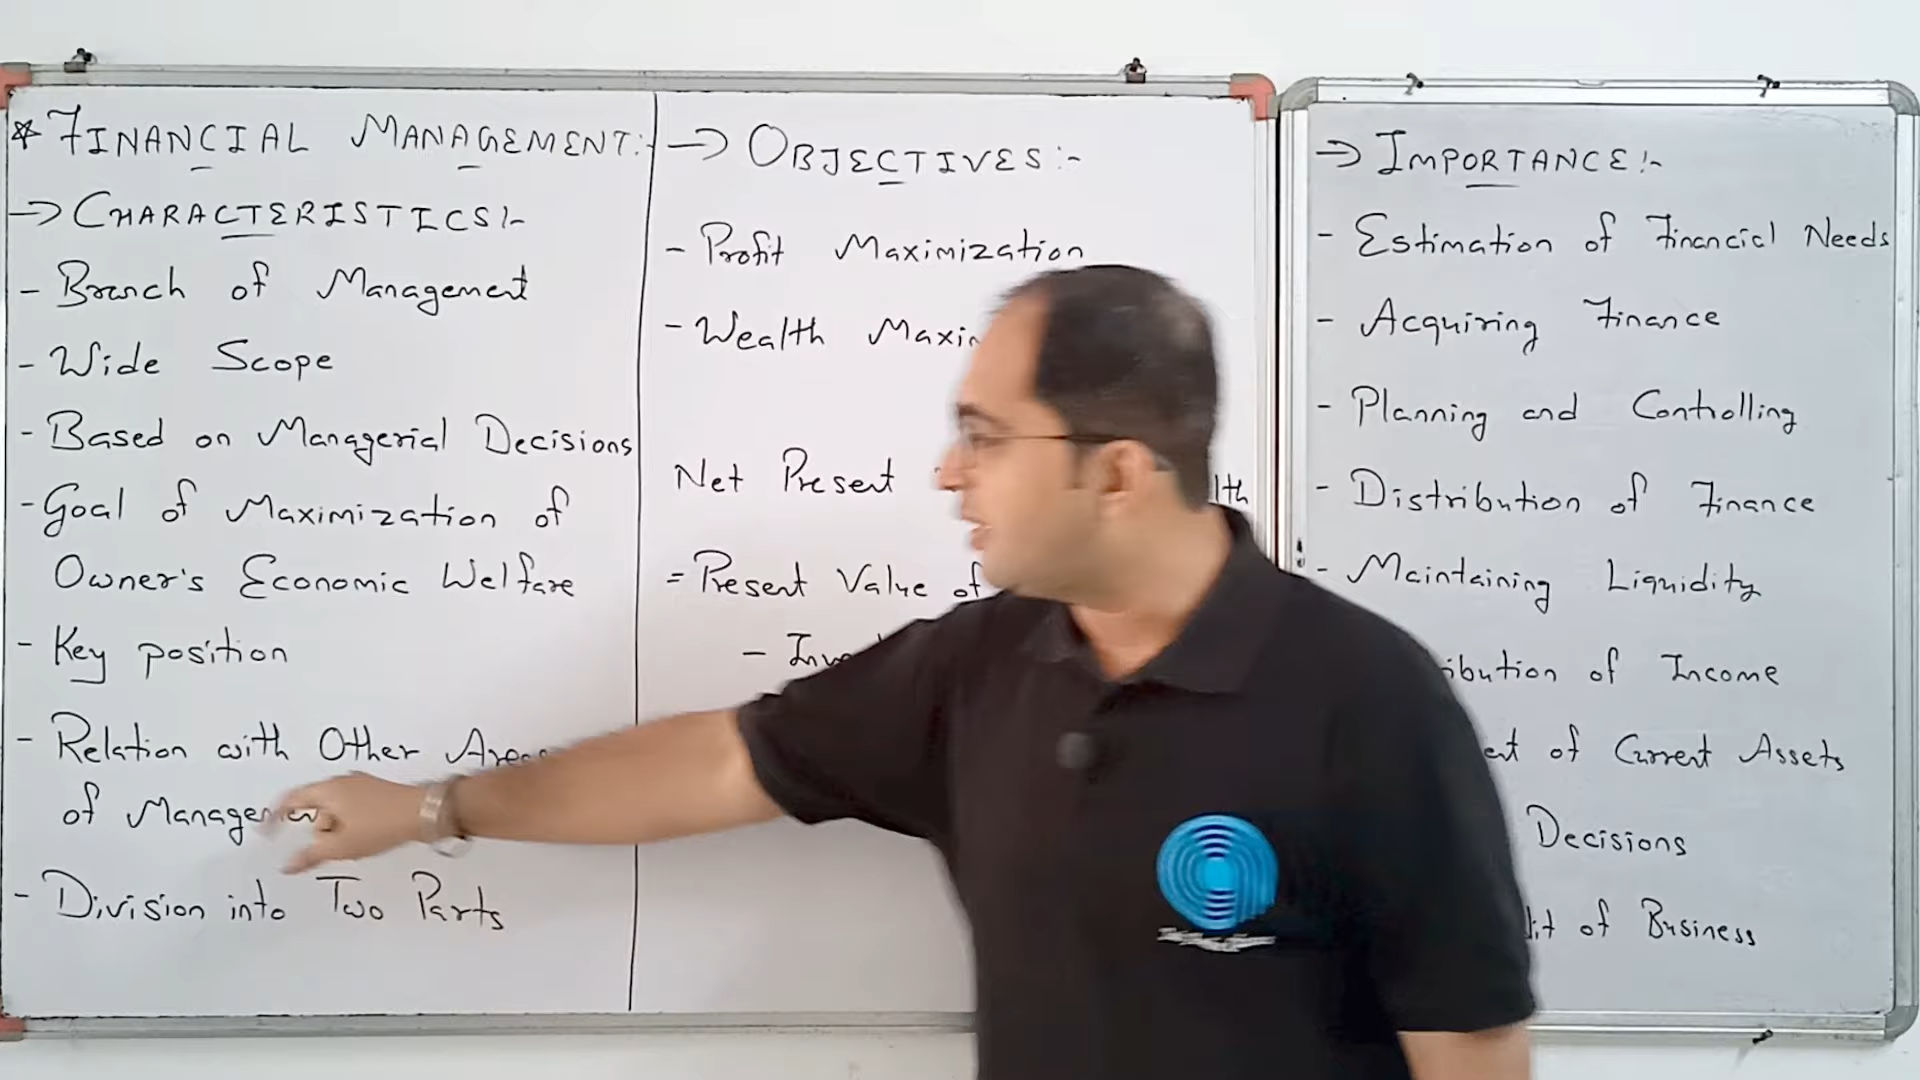 * FINANCIAL MANAGEMENT:-
→ CHARACTERISTICS:-
- Branch of Management
- Wide Scope
- Based on Managerial Decisions
- Goal of Maximization of
Owner's Economic Welfare
- Key position
- Relation with Other
of
- Division into Two Parts
→ OBJECTIVES:-
- Profit Maximization
- Wealth
Net Present
= Present Value of
-
→ IMPORTANCE:-
- Estimation of Financial Needs
- Acquiring Finance
- Planning and Controlling
- Distribution of Finance
- Maintaining Liquidity
of Income
of Current Assets
Decisions
of Business